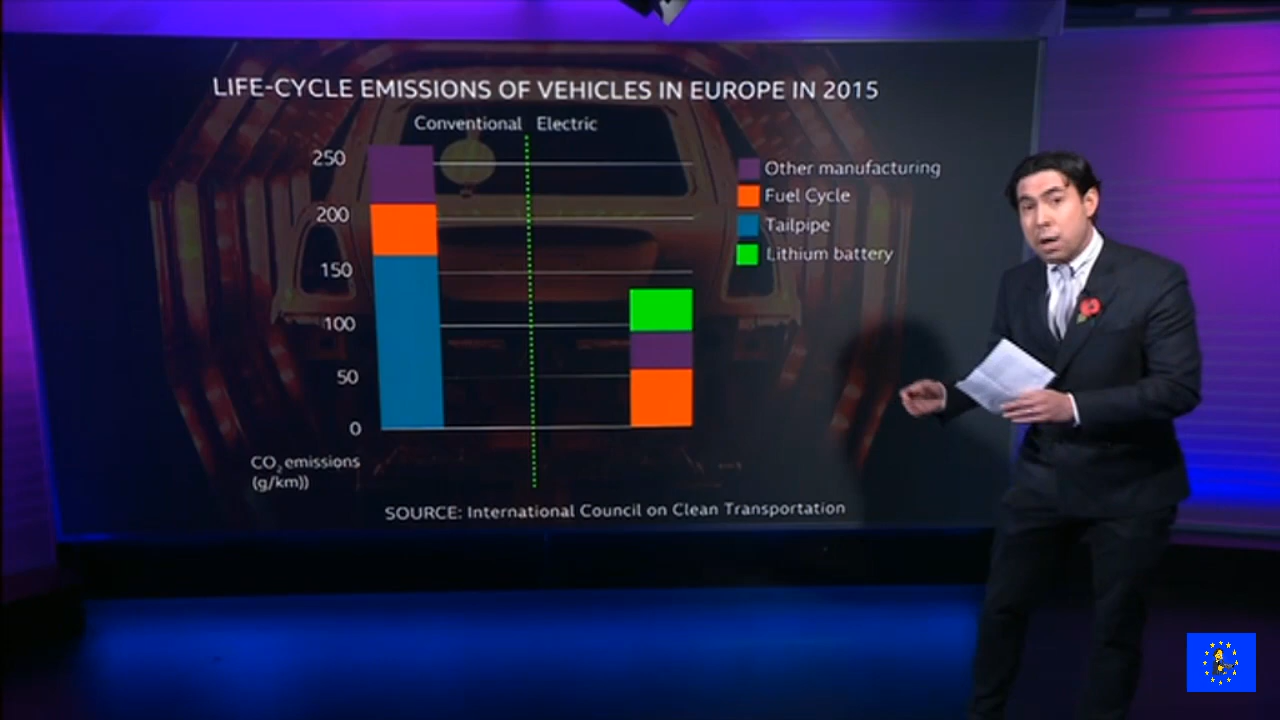 LIFE-CYCLE EMISSIONS OF VEHICLES IN EUROPE IN 2015
Conventional Electric
250
200
150
100
50
0
Other manufacturing
Fuel Cycle
Tailpipe
Lithium battery
CO₂ emissions
(g/km))
SOURCE: International Council on Clean Transportation